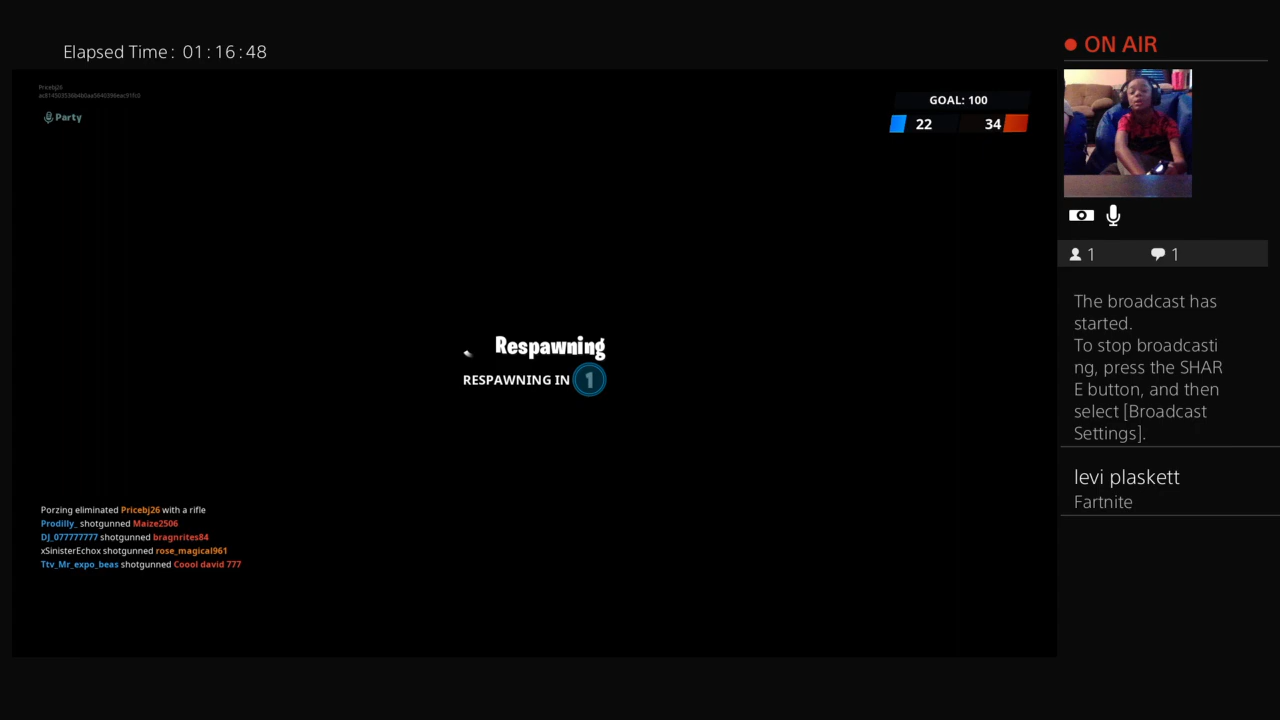 Elapsed Time: 01:16:48
ON AIR
Pricebj26
Party
GOAL: 100
22 34
1 1
Respawning
RESPAWNING IN 1
The broadcast has
started.
To stop broadcasti
ng, press the SHAR
E button, and then
select [Broadcast
Settings].
levi plaskett
Fartnite
Porzing eliminated Pricebj26 with a rifle
Prodilly_ shotgunned Maize2506
DJ_077777777 shotgunned bragnrites84
xSinisterEchox shotgunned rose_magical961
Ttv_Mr_expo_beas shotgunned Coool david 777